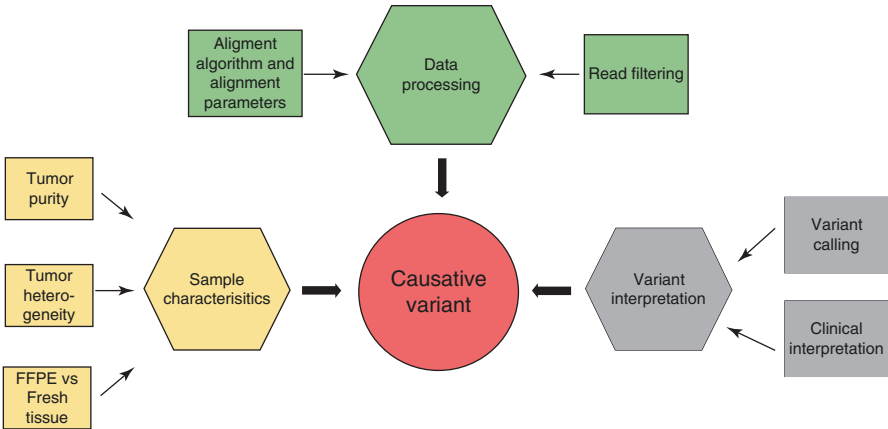 Aligment
algorithm and
alignment
parameters
Data
processing
Read filtering
Tumor
purity
Tumor
hetero-
geneity
FFPE vs
Fresh
tissue
Sample
characterisitics
Causative
variant
Variant
interpretation
Variant
calling
Clinical
interpretation